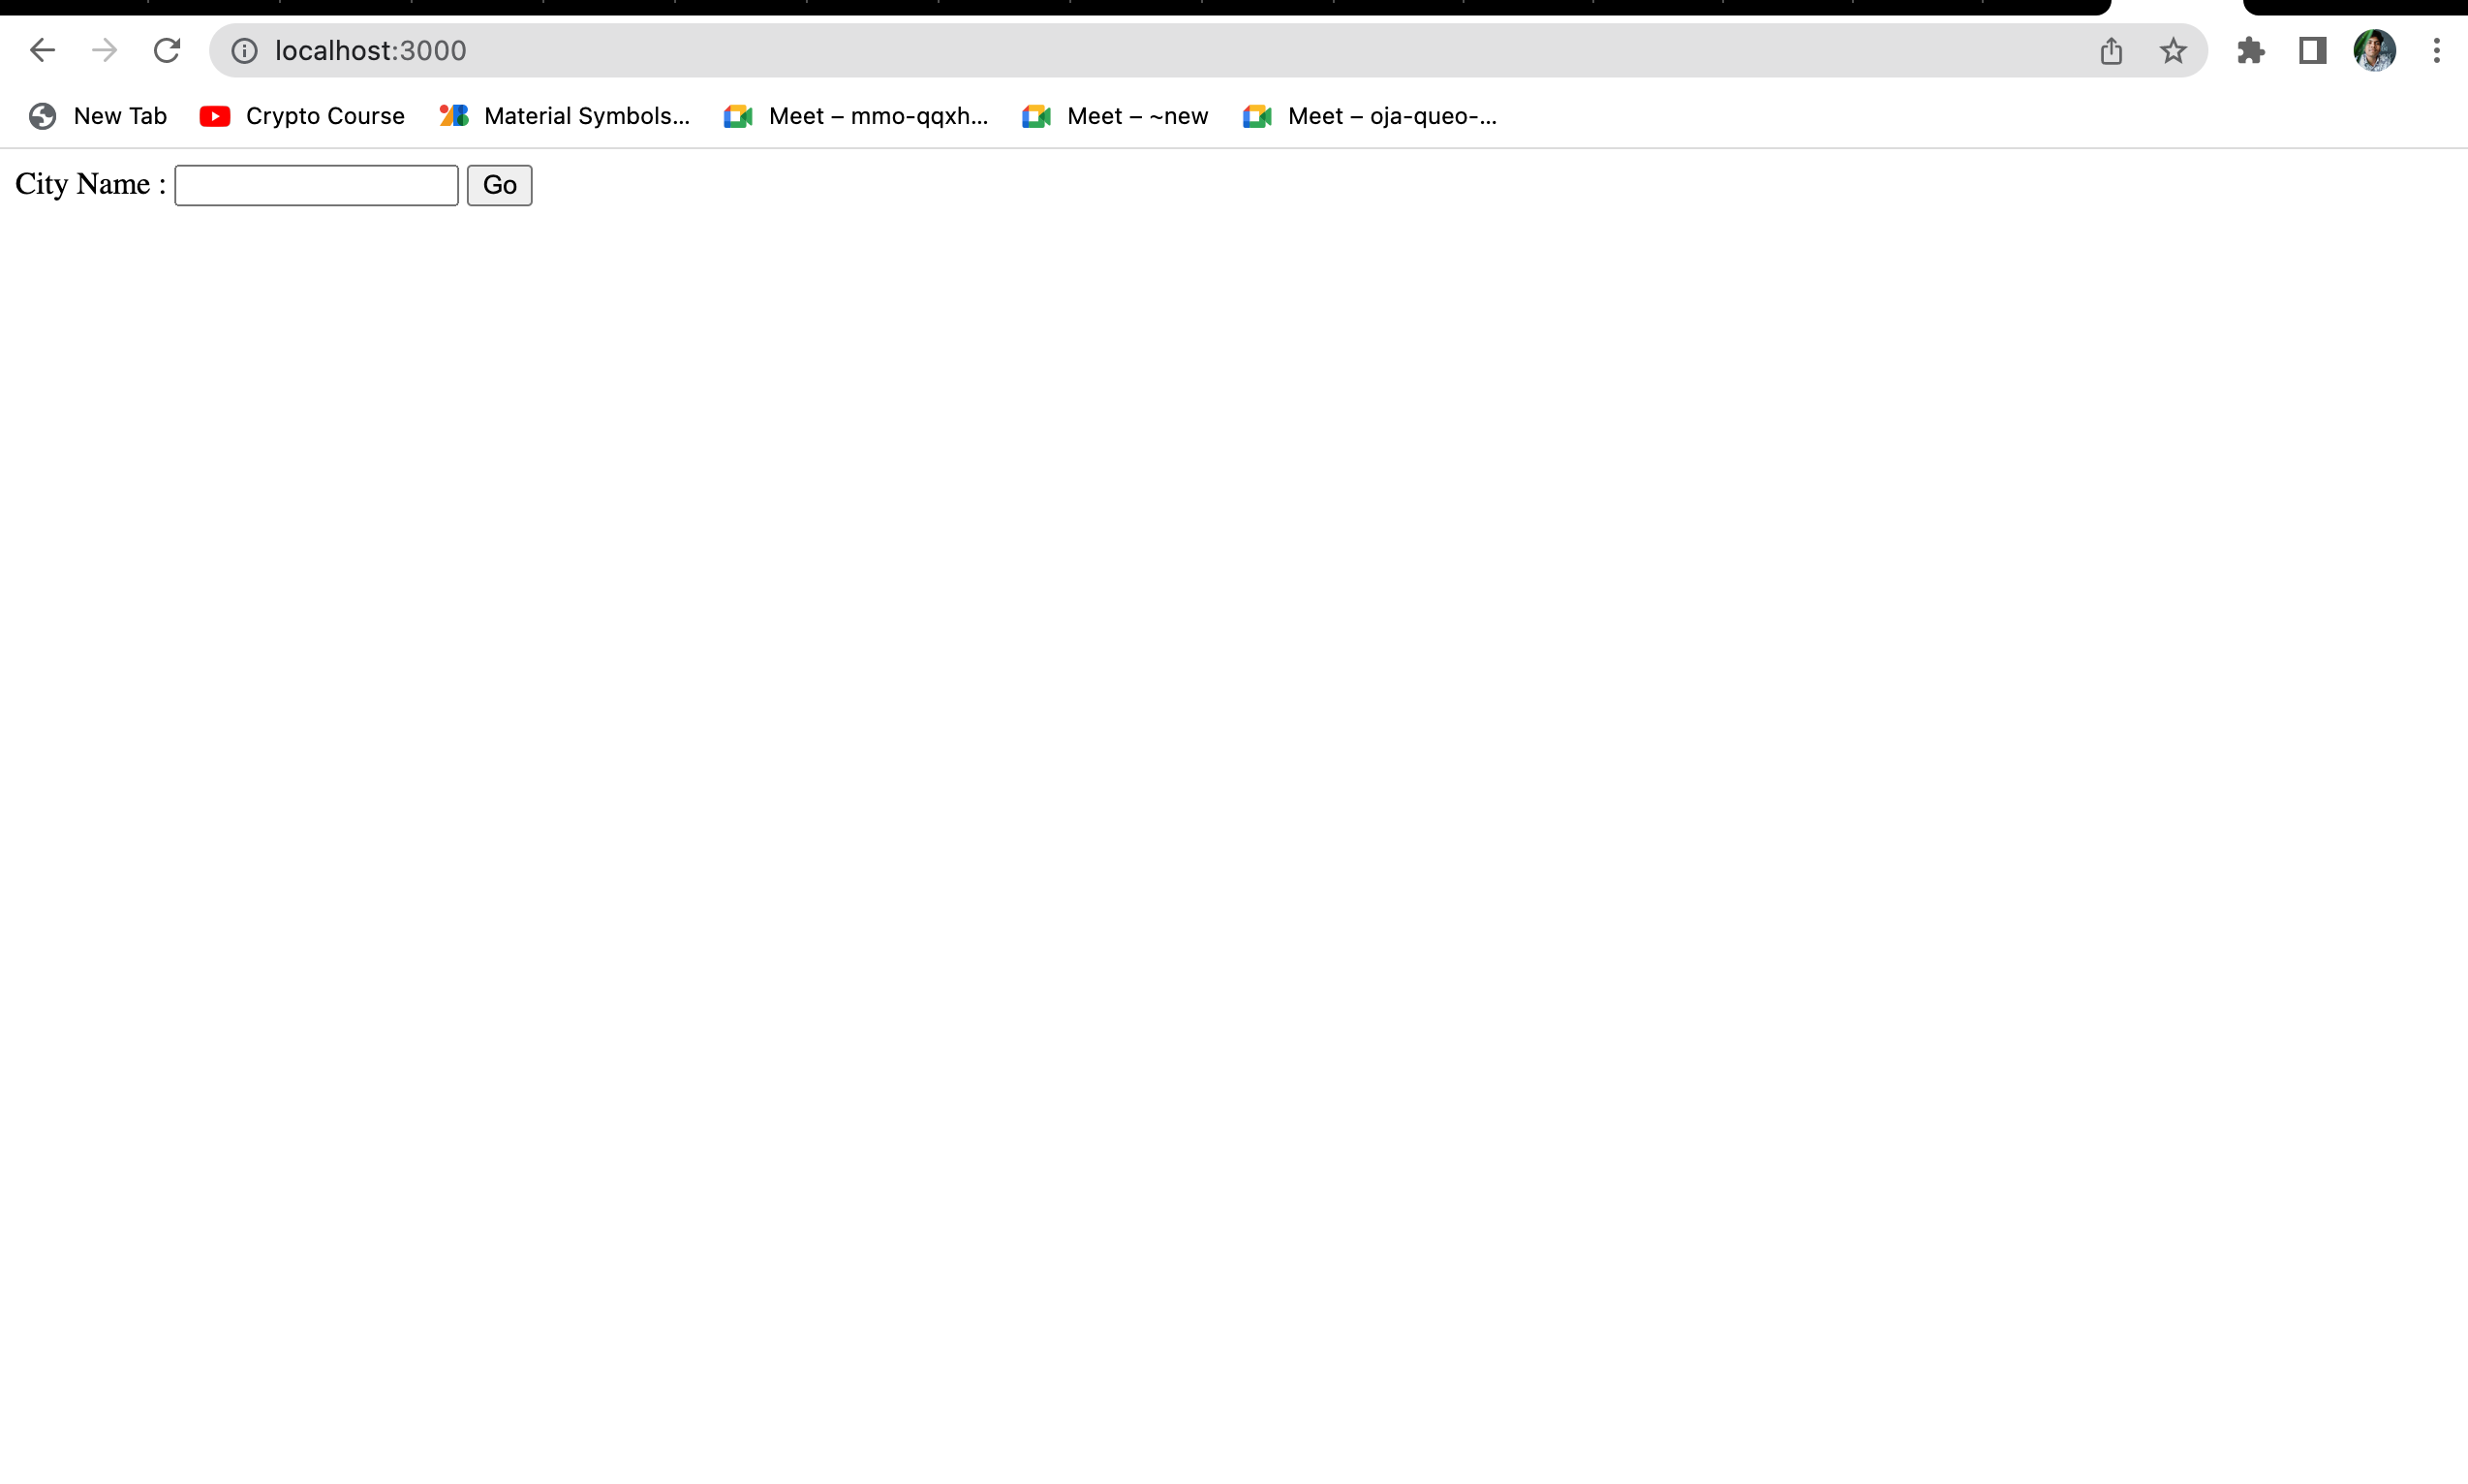 localhost:3000
New Tab Crypto Course Material Symbols... Meet – mmo-qqxh... Meet – ~new Meet – oja-queo-...
City Name : Go